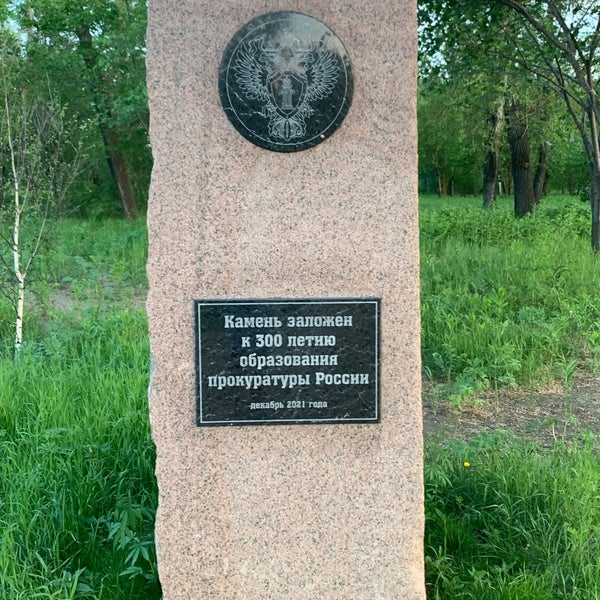 Камень заложен
к 300 летию
образования
прокуратуры России
декабрь 2021 года